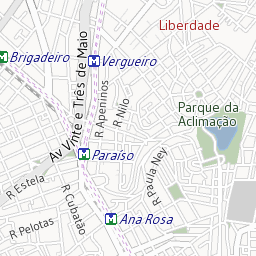 Liberdade
Brigadeiro
Vergueiro
Av Vinte e Três de Maio
R Apeninos
R Nilo
Parque da
Aclimação
Paraíso
R Paula Ney
R Estela
R Cubatão
Ana Rosa
R Pelotas